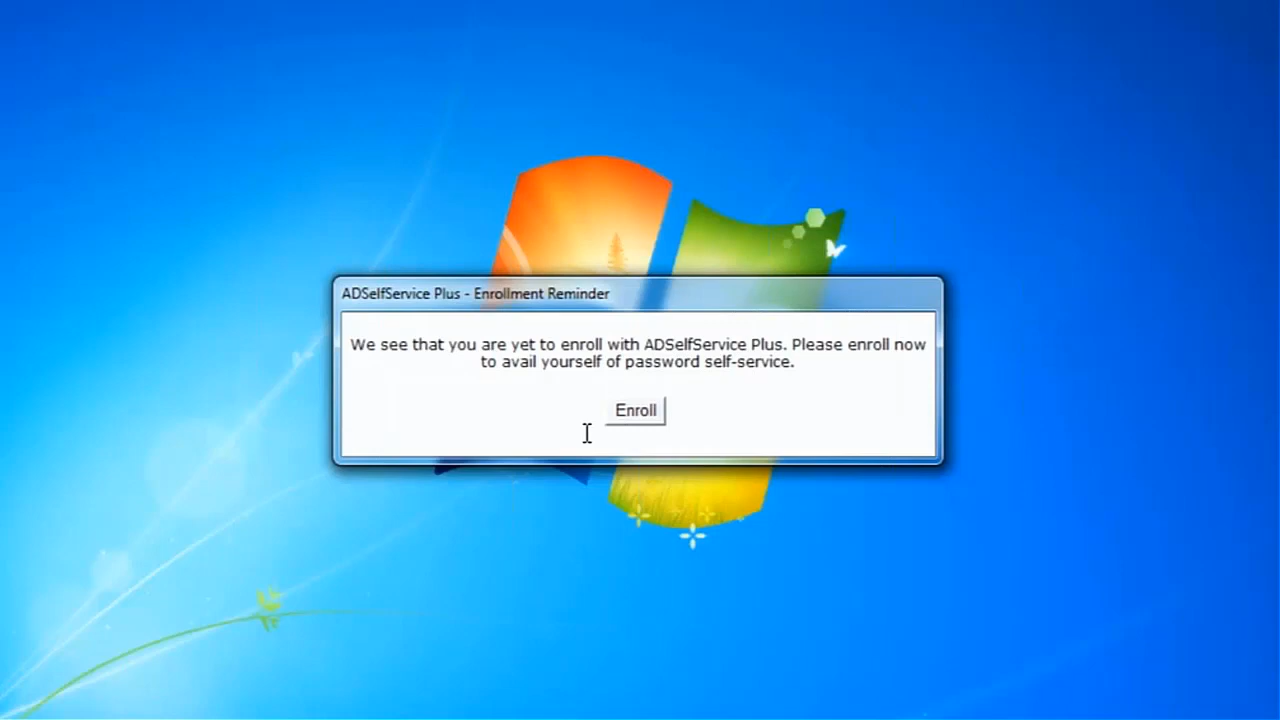 ADSelfService Plus - Enrollment Reminder
We see that you are yet to enroll with ADSelfService Plus. Please enroll now
to avail yourself of password self-service.
Enroll